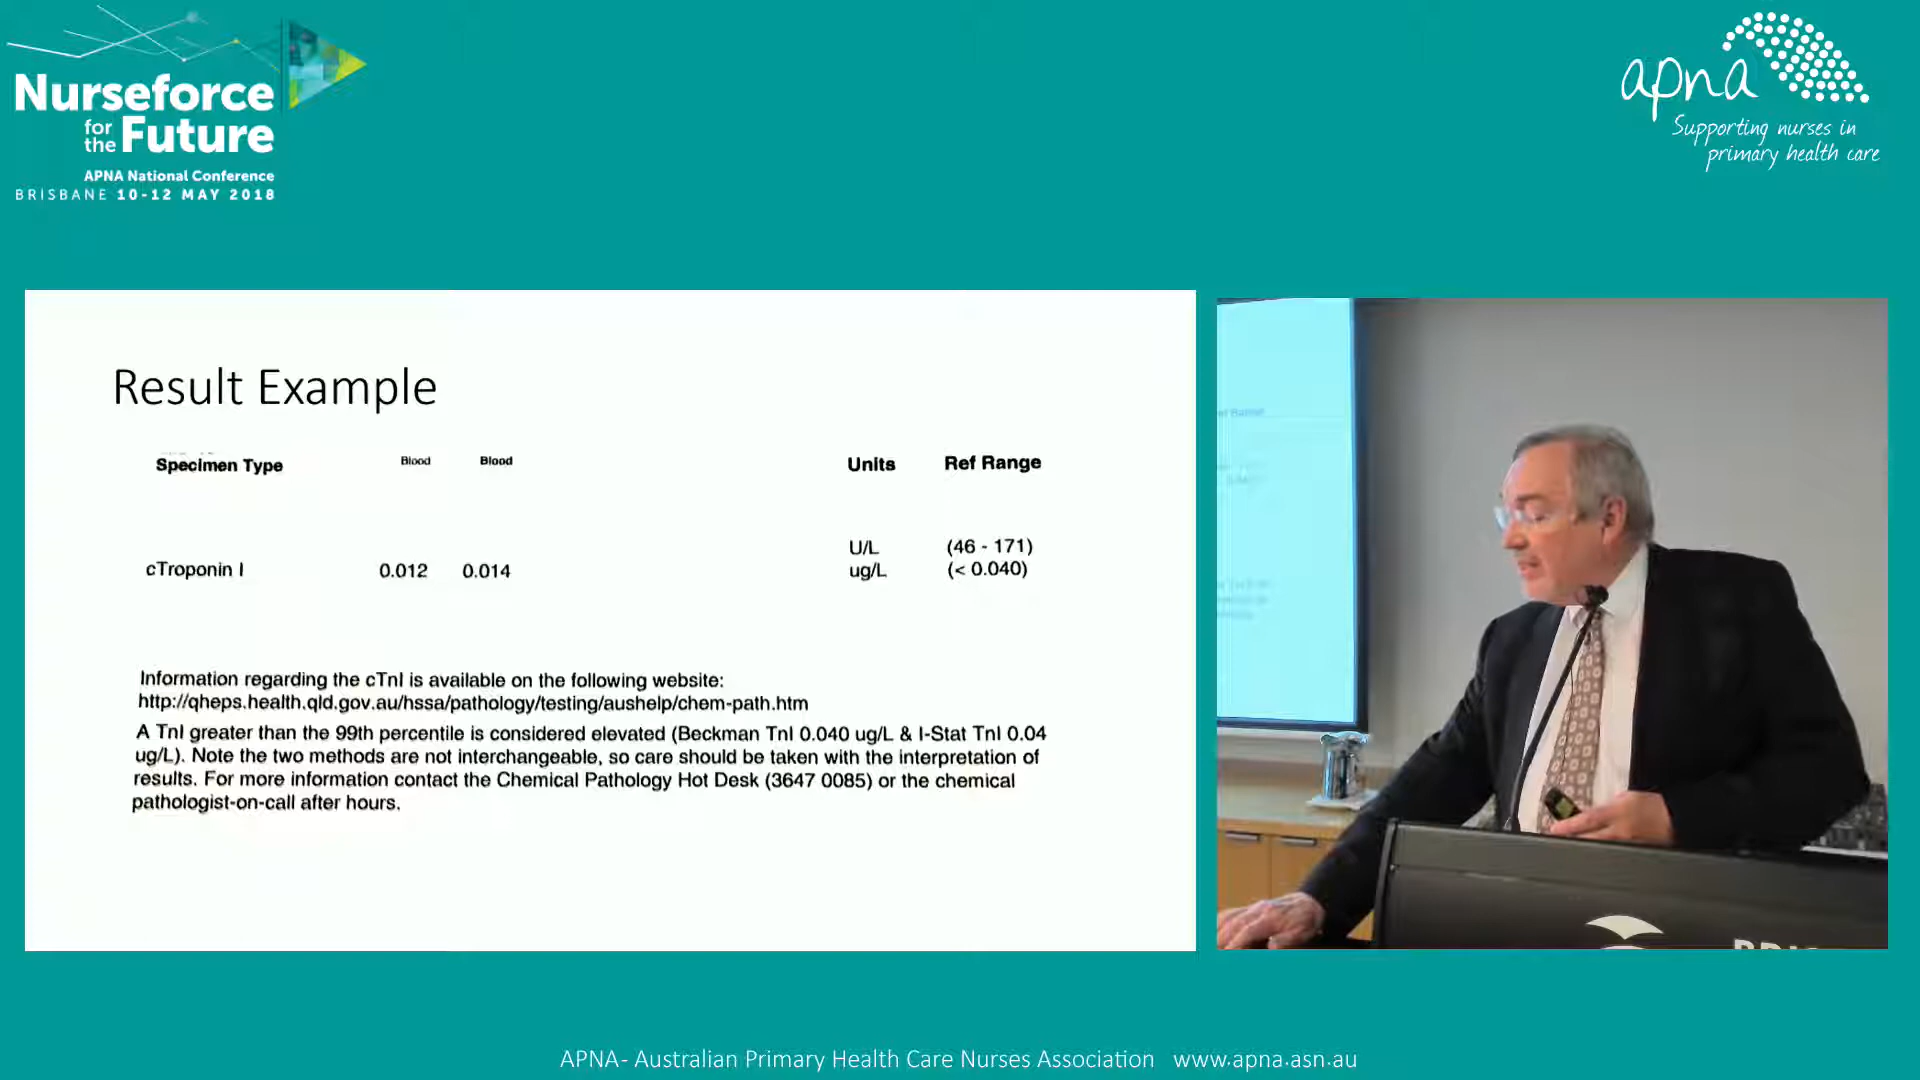 Nurseforce
for
the Future
APNA National Conference
BRISBANE 10-12 MAY 2018
apna
Supporting nurses in
primary health care
Result Example
Specimen Type Blood Blood Units Ref Range
U/L (46 - 171)
cTroponin I 0.012 0.014 ug/L (< 0.040)
Information regarding the cTnI is available on the following website:
http://qheps.health.qld.gov.au/hssa/pathology/testing/aushelp/chem-path.htm
A TnI greater than the 99th percentile is considered elevated (Beckman TnI 0.040 ug/L & I-Stat TnI 0.04
ug/L). Note the two methods are not interchangeable, so care should be taken with the interpretation of
results. For more information contact the Chemical Pathology Hot Desk (3647 0085) or the chemical
pathologist-on-call after hours.
APNA- Australian Primary Health Care Nurses Association www.apna.asn.au